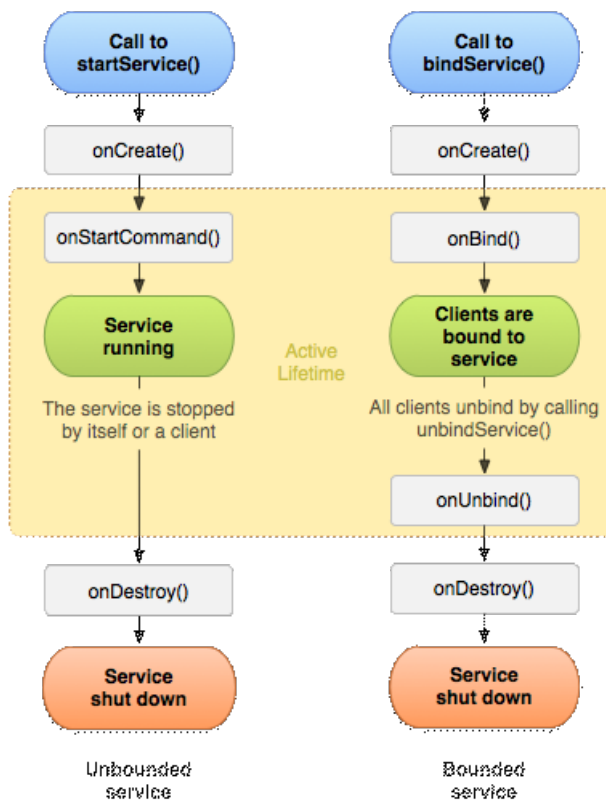 Call to
startService()
onCreate()
onStartCommand()
Service
running
The service is stopped
by itself or a client
onDestroy()
Service
shut down
Unbounded
service
Active
Lifetime
Call to
bindService()
onCreate()
onBind()
Clients are
bound to
service
All clients unbind by calling
unbindService()
onUnbind()
onDestroy()
Service
shut down
Bounded
service